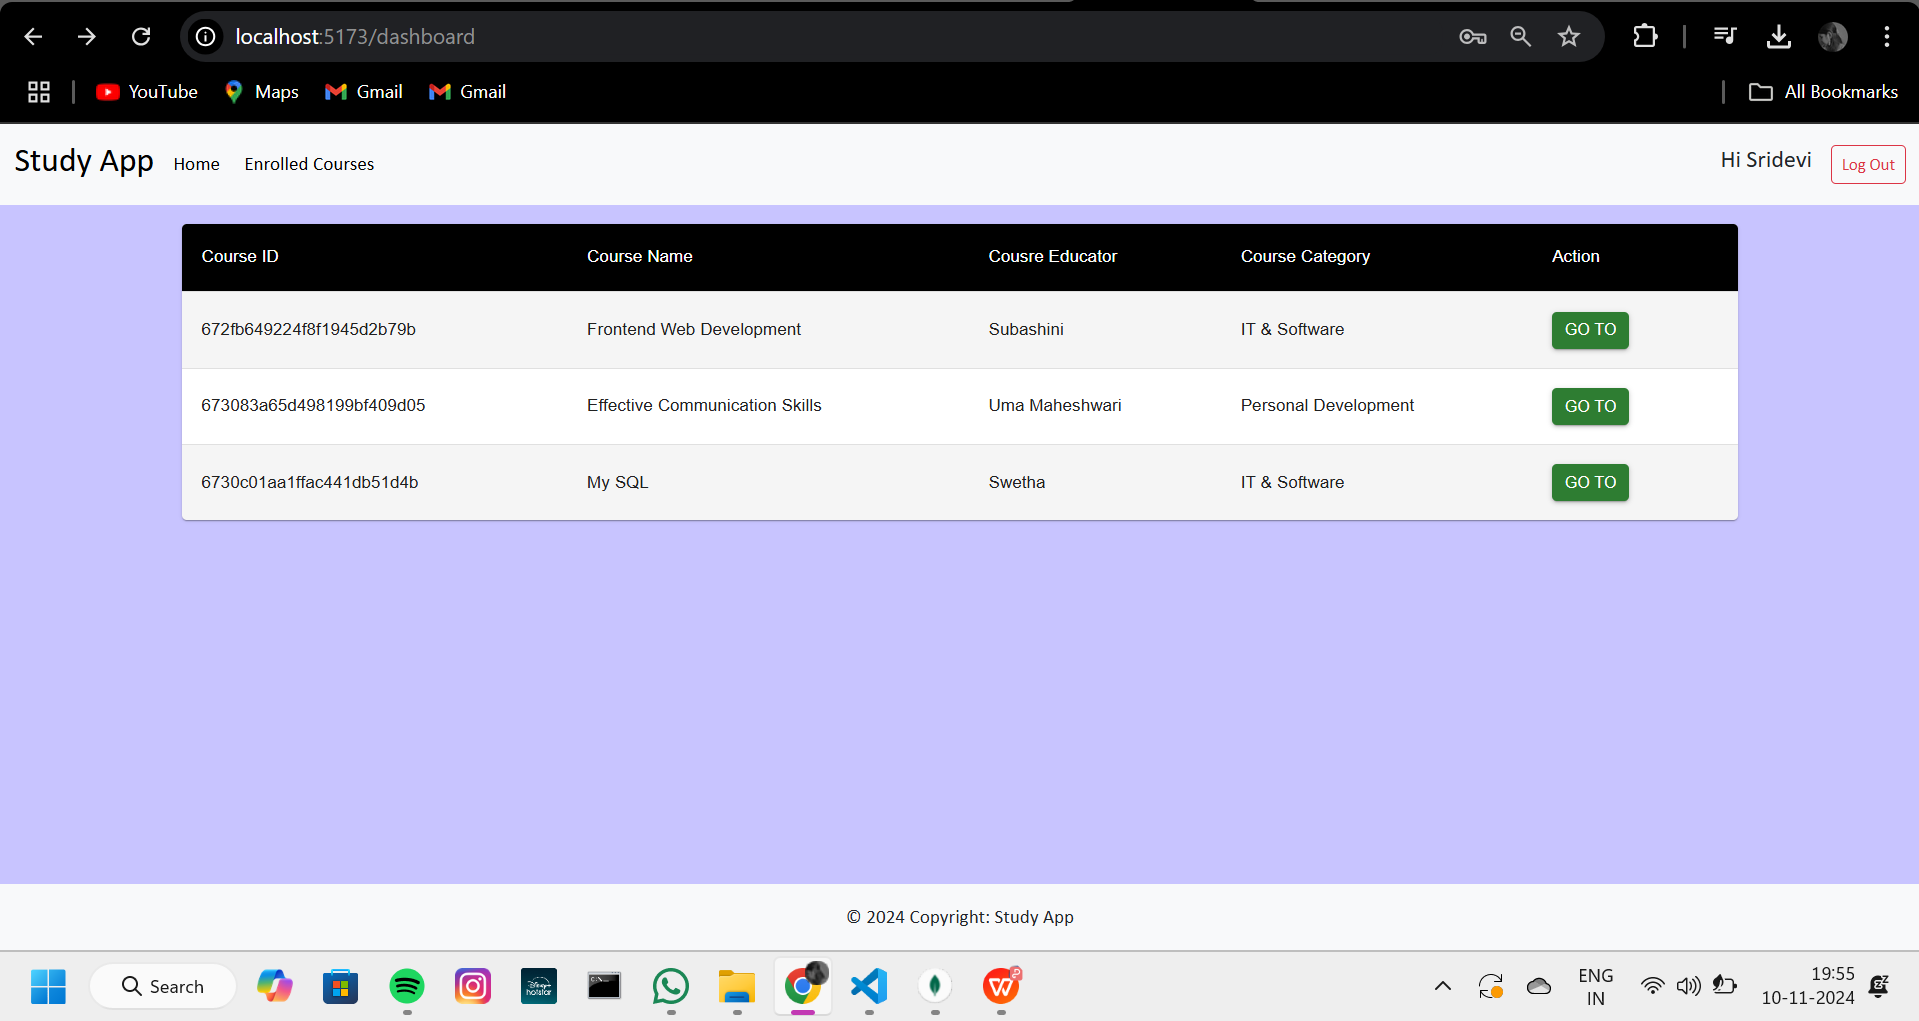 localhost:5173/dashboard
YouTube Maps Gmail Gmail All Bookmarks
Study App Home Enrolled Courses Hi Sridevi Log Out
Course ID Course Name Cousre Educator Course Category Action
672fb649224f8f1945d2b79b Frontend Web Development Subashini IT & Software GO TO
673083a65d498199bf409d05 Effective Communication Skills Uma Maheshwari Personal Development GO TO
6730c01aa1ffac441db51d4b My SQL Swetha IT & Software GO TO
© 2024 Copyright: Study App
Search
ENG
IN
19:55
10-11-2024